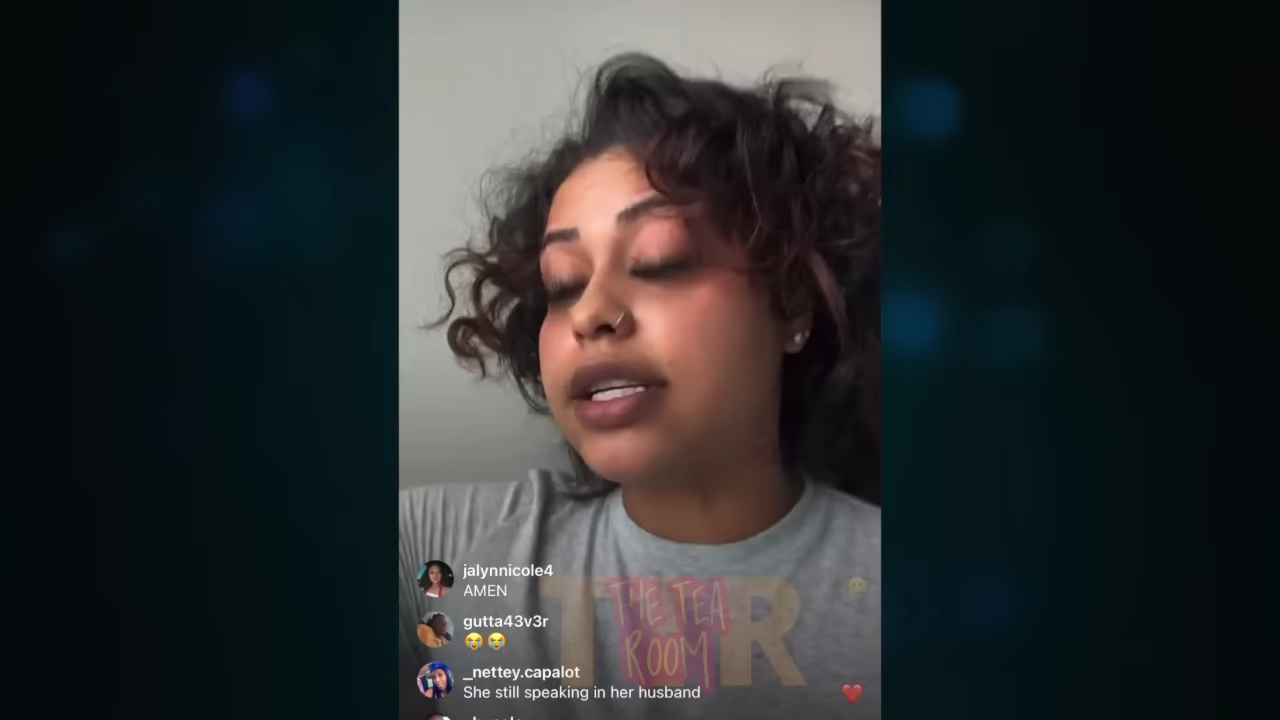 jalynnicole4
AMEN
gutta43v3r
😭😭
_nettey.capalot
She still speaking in her husband
THE TEA
ROOM
T R